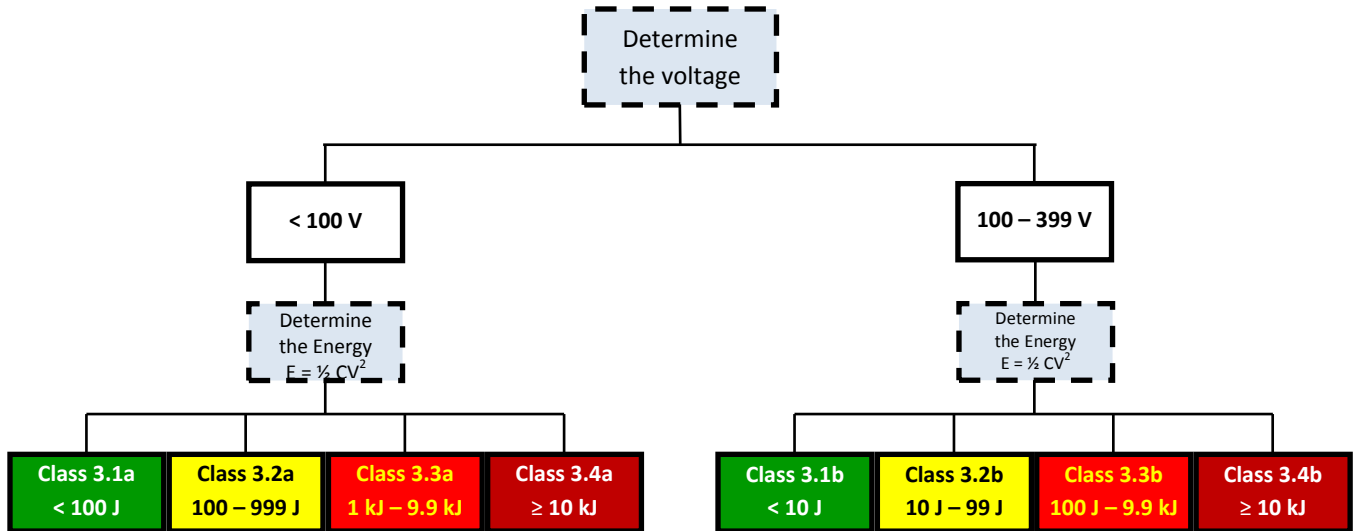 Determine
the voltage
< 100 V
100 – 399 V
Determine
the Energy
E = ½ CV²
Determine
the Energy
E = ½ CV²
Class 3.1a
< 100 J
Class 3.2a
100 – 999 J
Class 3.3a
1 kJ – 9.9 kJ
Class 3.4a
≥ 10 kJ
Class 3.1b
< 10 J
Class 3.2b
10 J – 99 J
Class 3.3b
100 J – 9.9 kJ
Class 3.4b
≥ 10 kJ